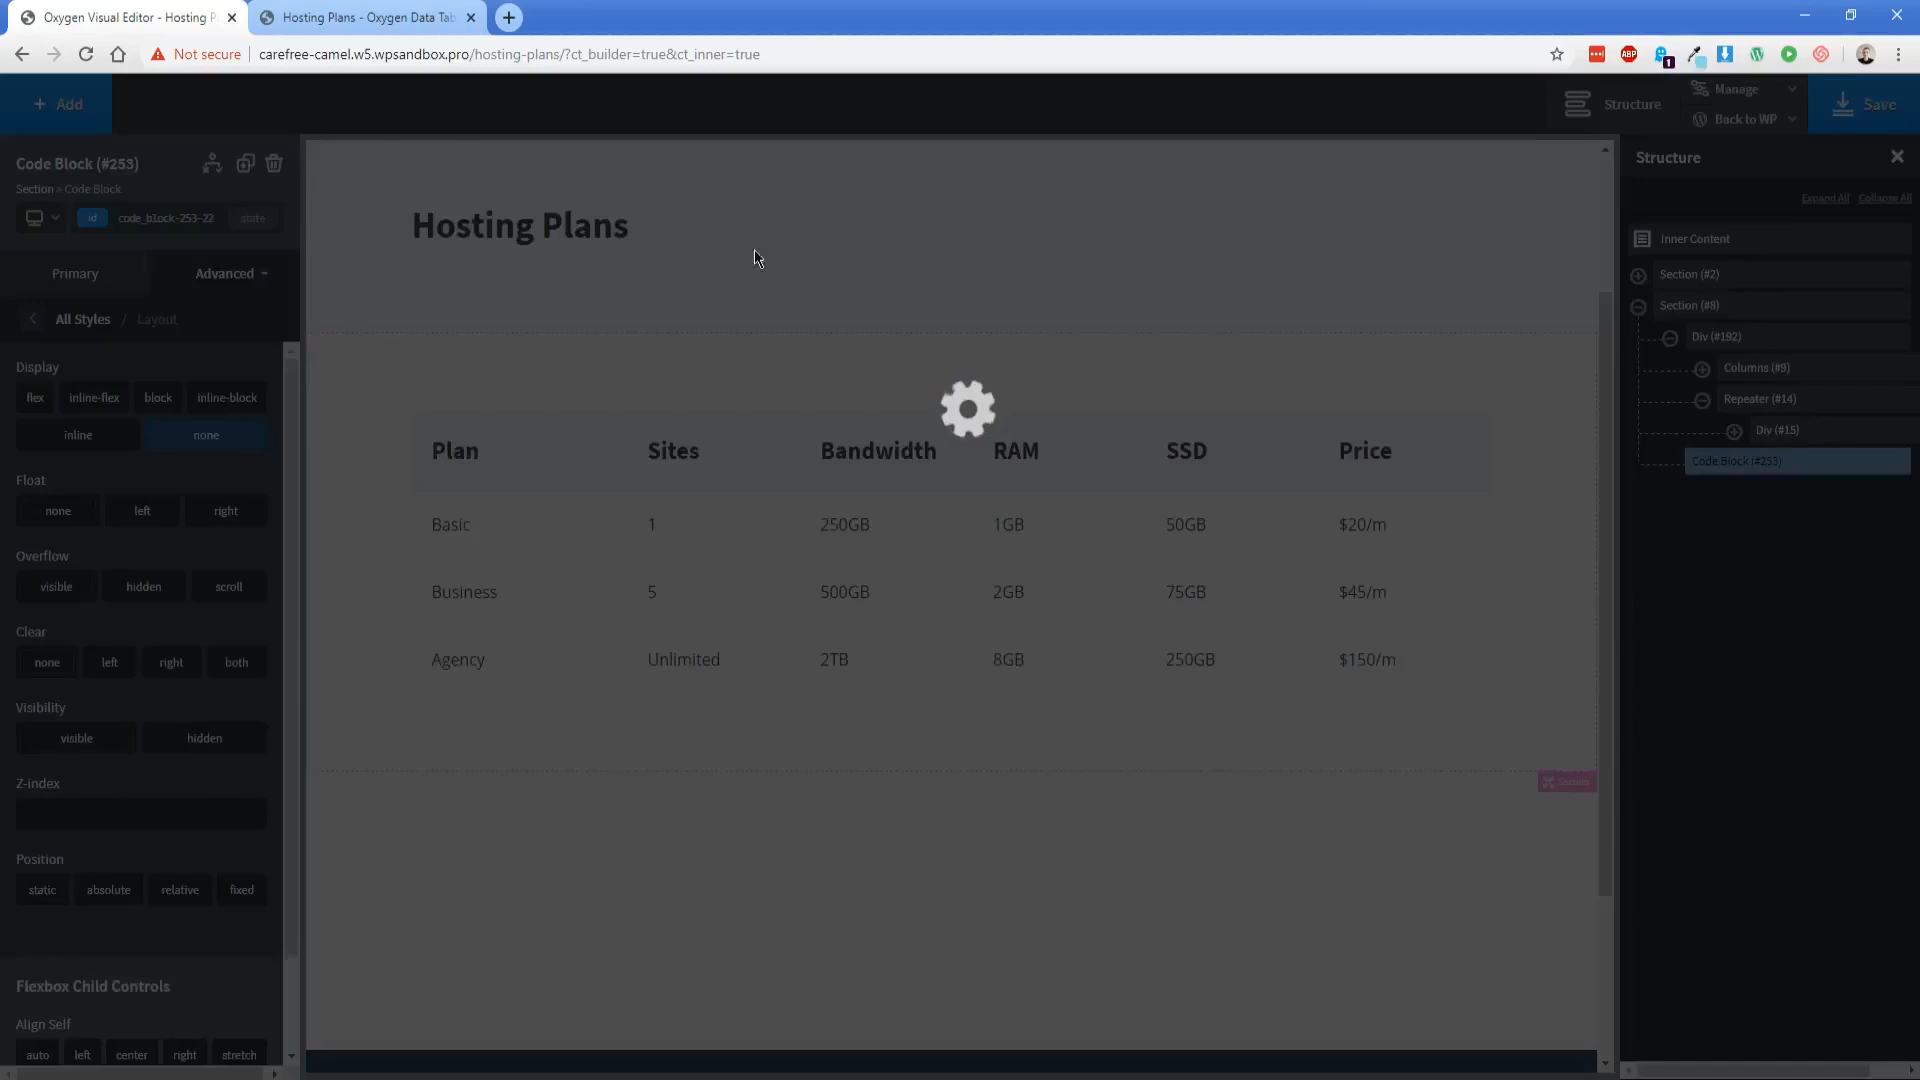 Oxygen Visual Editor - Hosting P
Hosting Plans - Oxygen Data Tab
Not secure
carefree-camel.w5.wpsandbox.pro/hosting-plans/?ct_builder=true&ct_inner=true
ABP
1
+ Add
Structure
Manage
Back to WP
Save
Code Block (#253)
Section > Code Block
id
code_block-253-22
state
Primary
Advanced
All Styles / Layout
Display
flex
inline-flex
block
inline-block
inline
none
Float
none
left
right
Overflow
visible
hidden
scroll
Clear
none
left
right
both
Visibility
visible
hidden
Z-index
Position
static
absolute
relative
fixed
Flexbox Child Controls
Align Self
auto
left
center
right
stretch
Hosting Plans
Plan Sites Bandwidth RAM SSD Price
Basic 1 250GB 1GB 50GB $20/m
Business 5 500GB 2GB 75GB $45/m
Agency Unlimited 2TB 8GB 250GB $150/m
Section
Structure
Expand All
Collapse All
Inner Content
Section (#2)
Section (#8)
Div (#192)
Columns (#9)
Repeater (#14)
Div (#15)
Code Block (#253)